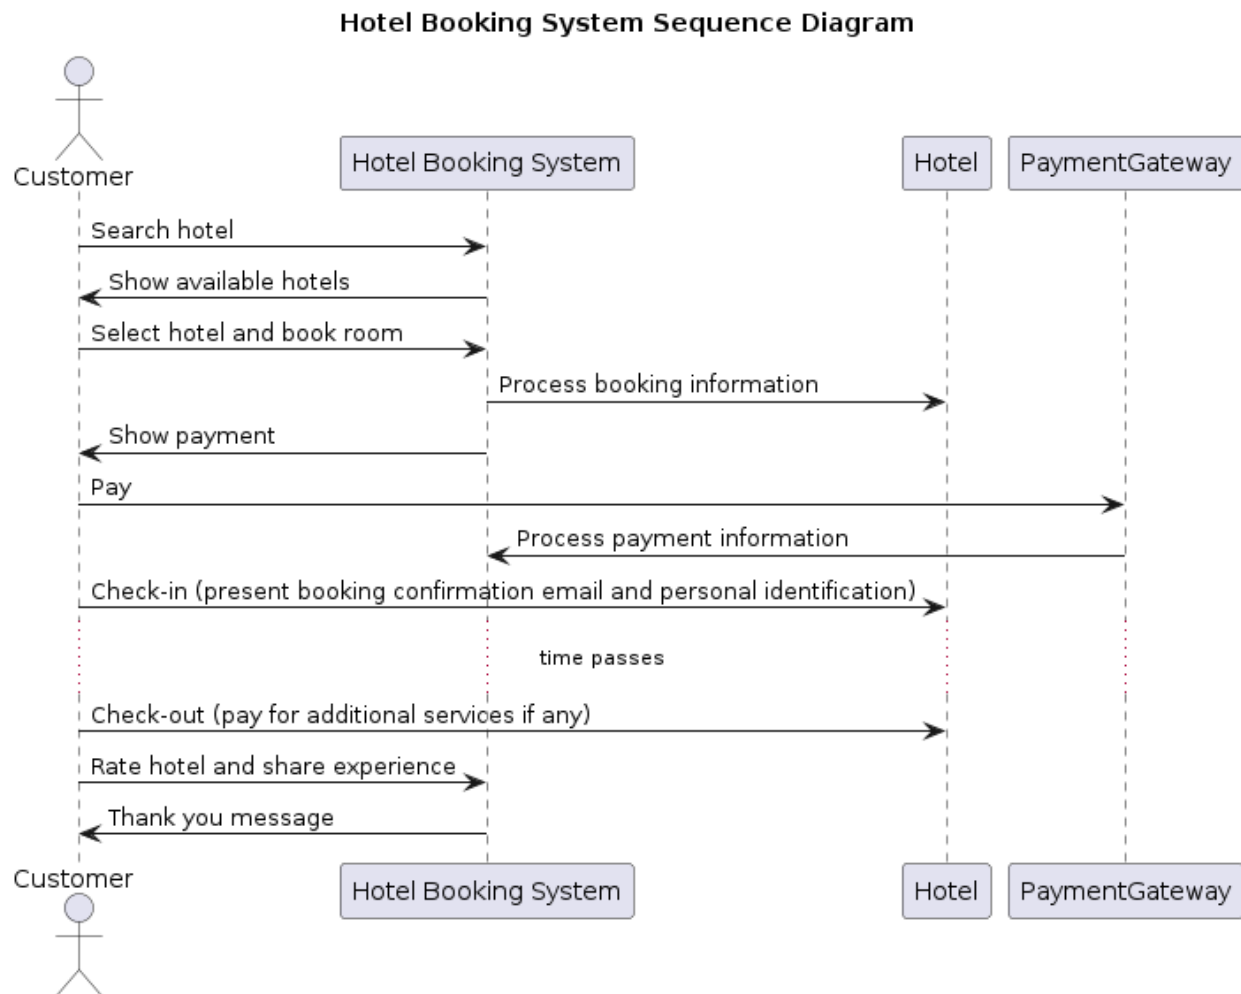 Hotel Booking System Sequence Diagram
Customer
Hotel Booking System
Hotel
PaymentGateway
Search hotel
Show available hotels
Select hotel and book room
Process booking information
Show payment
Pay
Process payment information
Check-in (present booking confirmation email and personal identification)
time passes
Check-out (pay for additional services if any)
Rate hotel and share experience
Thank you message
Customer
Hotel Booking System
Hotel
PaymentGateway